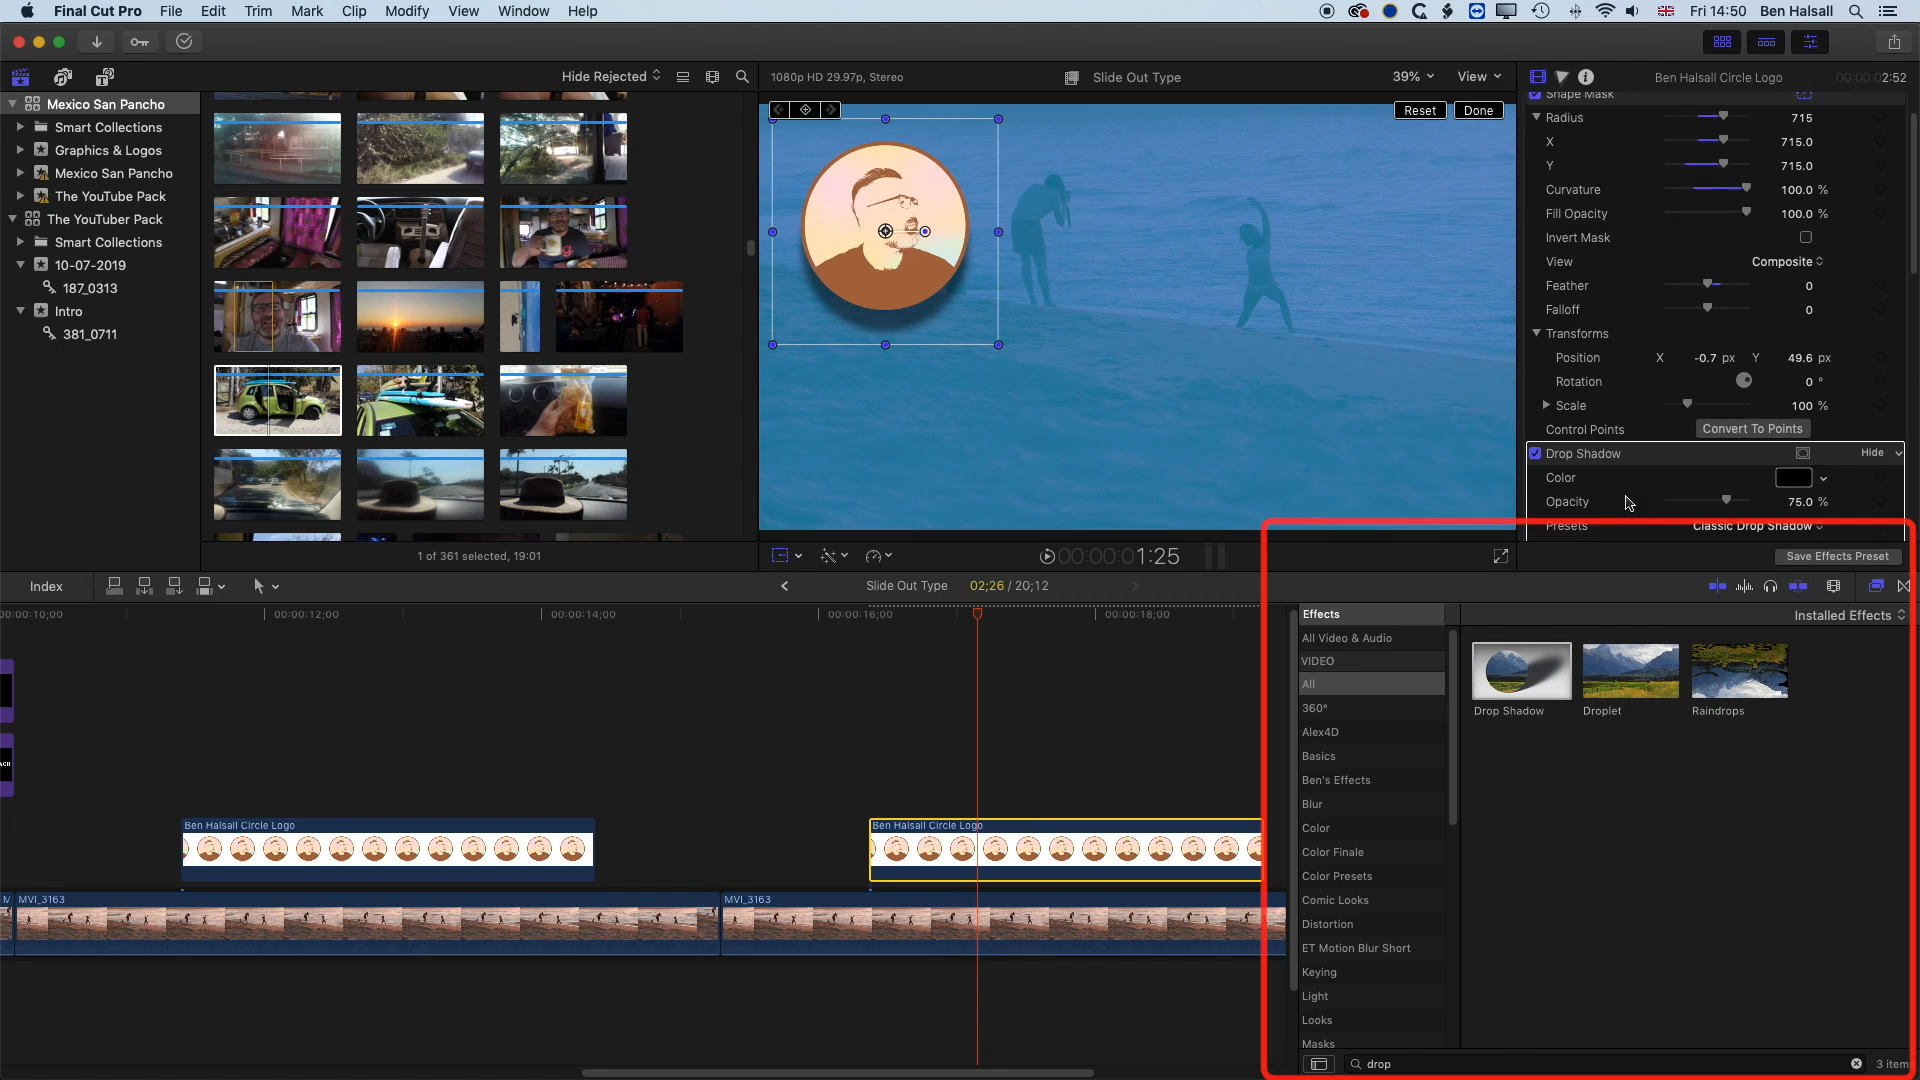 Final Cut Pro File Edit Trim Mark Clip Modify View Window Help Fri 14:50 Ben Halsall
Hide Rejected
1080p HD 29.97p, Stereo
Slide Out Type
39%
View
Ben Halsall Circle Logo
00:00:02:52
Mexico San Pancho
Smart Collections
Graphics & Logos
Mexico San Pancho
The YouTube Pack
The YouTuber Pack
Smart Collections
10-07-2019
187_0313
Intro
381_0711
1 of 361 selected, 19:01
Reset Done
Shape Mask
Radius 715
X 715.0
Y 715.0
Curvature 100.0 %
Fill Opacity 100.0 %
Invert Mask
View Composite
Feather 0
Falloff 0
Transforms
Position X -0.7 px Y 49.6 px
Rotation 0 °
Scale 100 %
Control Points Convert To Points
Drop Shadow Hide
Color
Opacity 75.0 %
Presets Classic Drop Shadow
Save Effects Preset
00:00:01:25
Index
Slide Out Type 02:26 / 20;12
00:00:10;00 00:00:12;00 00:00:14;00 00:00:16;00 00:00:18;00
ACH
Ben Halsall Circle Logo
Ben Halsall Circle Logo
M MVI_3163
MVI_3163
Effects
Installed Effects
All Video & Audio
VIDEO
All
360°
Alex4D
Basics
Ben's Effects
Blur
Color
Color Finale
Color Presets
Comic Looks
Distortion
ET Motion Blur Short
Keying
Light
Looks
Masks
Drop Shadow
Droplet
Raindrops
drop
3 item